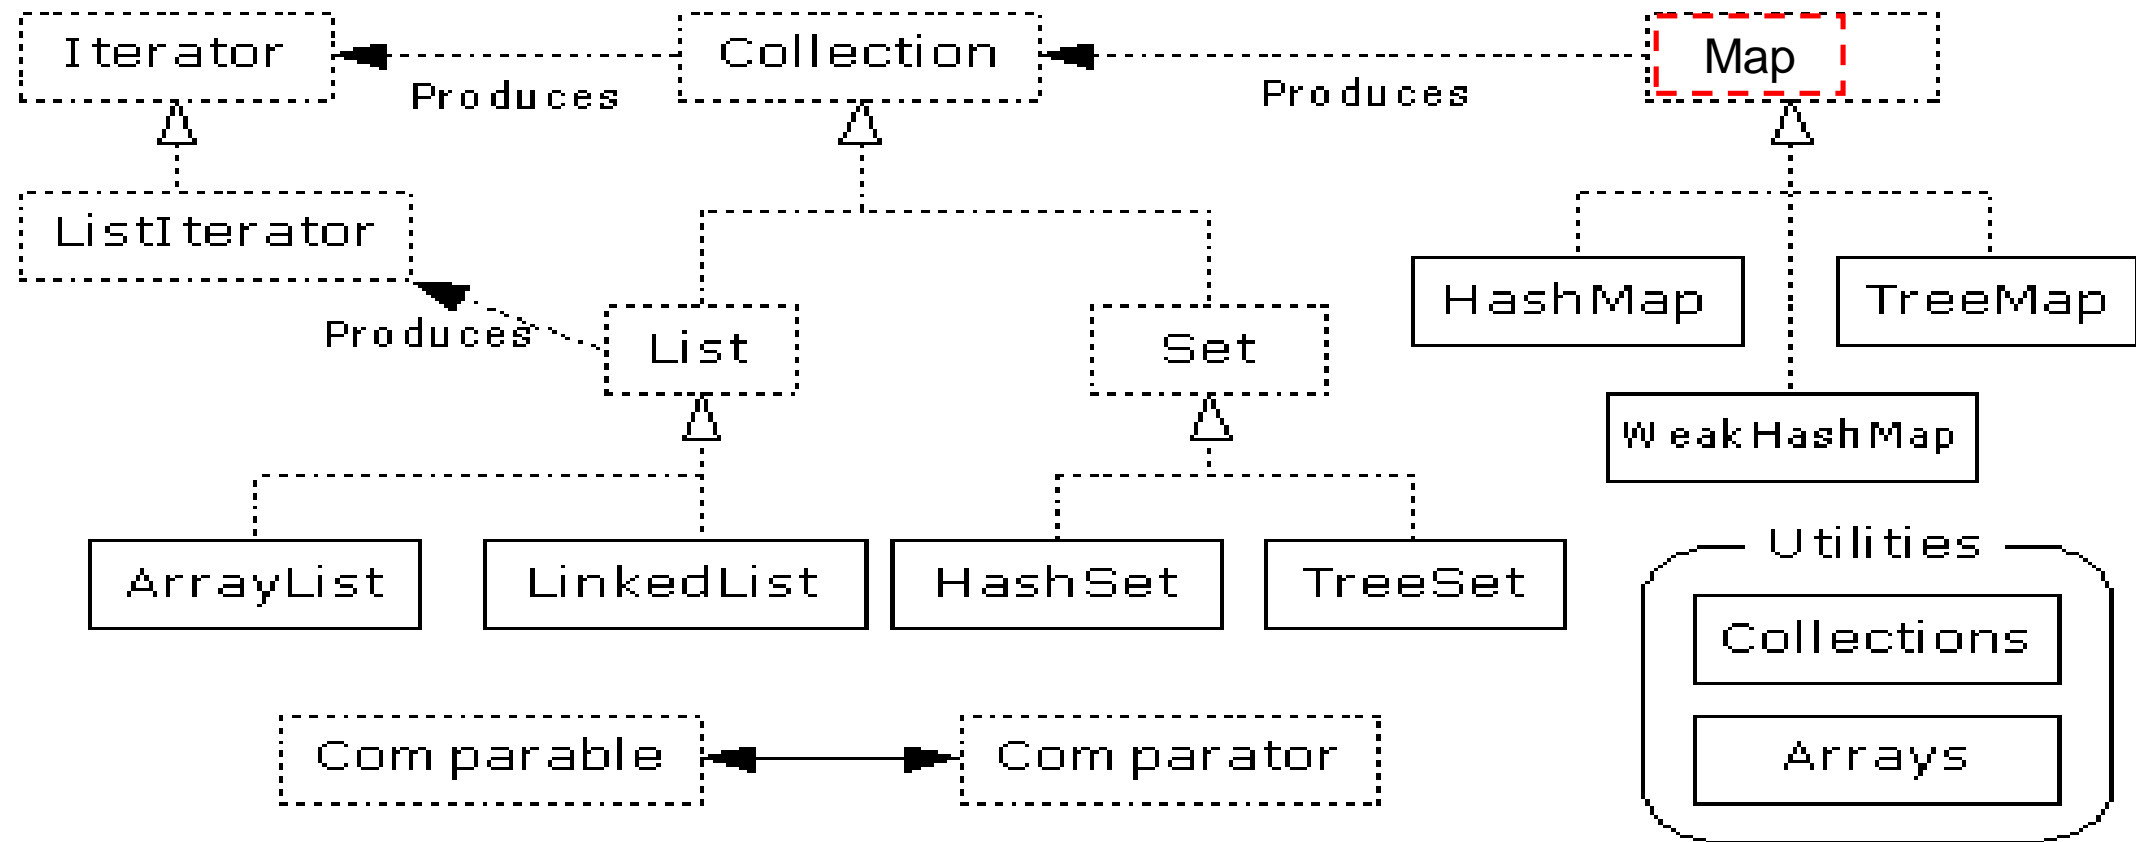 Iterator
Collection
Map
Produces
Produces
ListIterator
HashMap
TreeMap
Produces
List
Set
WeakHashMap
Utilities
ArrayList
LinkedList
HashSet
TreeSet
Collections
Comparable
Comparator
Arrays